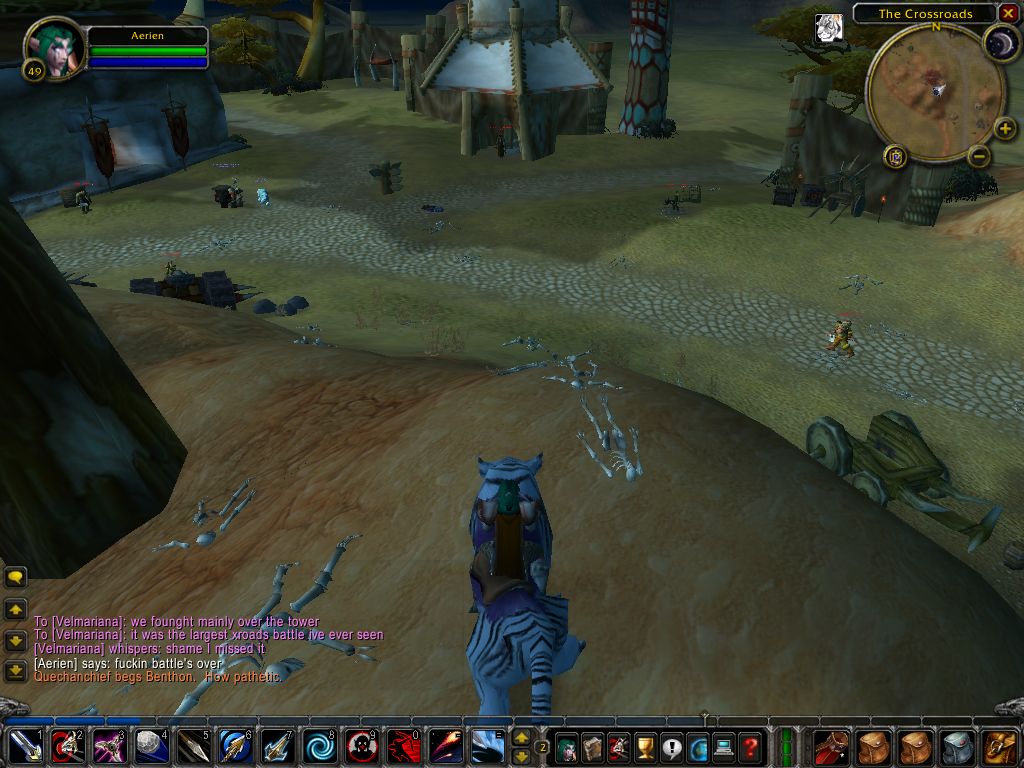 Aerien
49
The Crossroads
N
To [Velmariana]: we founght mainly over the tower
To [Velmariana]: it was the largest xroads battle ive ever seen
[Velmariana] whispers: shame I missed it
[Aerien] says: fuckin battle's over
Quechanchief begs Benthon. How pathetic.
1 2 3 4 5 6 7 8 9 0 - =
2